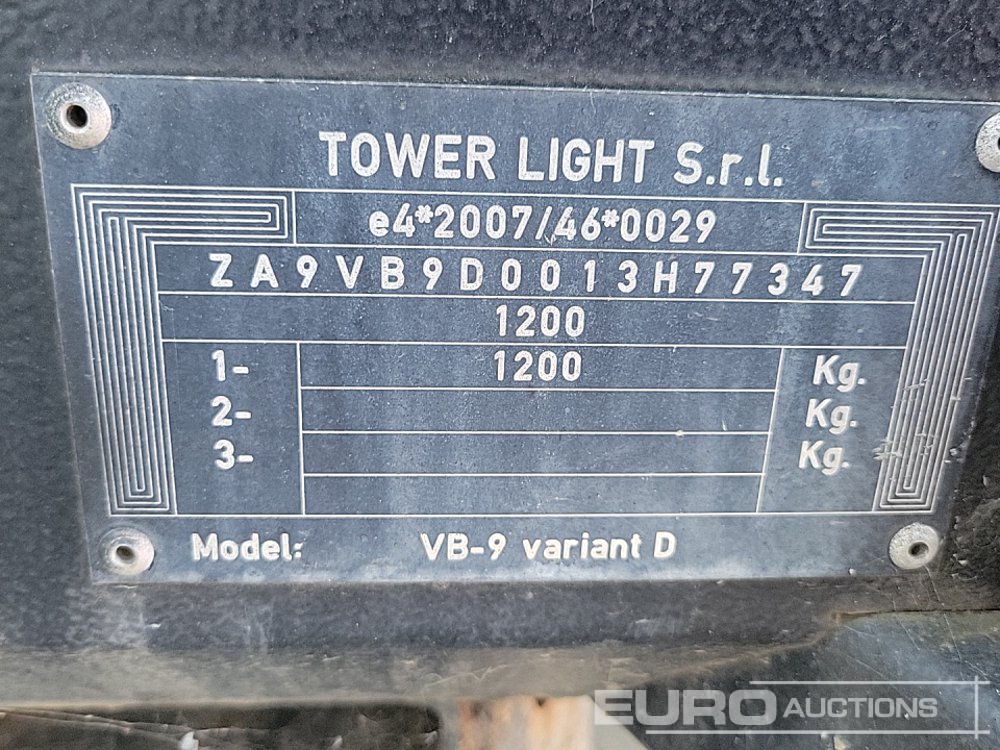 TOWER LIGHT S.r.l.
e4*2007/46*0029
ZA9VB9D0013H77347
1200
1- 1200 Kg.
2- Kg.
3- Kg.
Model: VB-9 variant D
EURO AUCTIONS